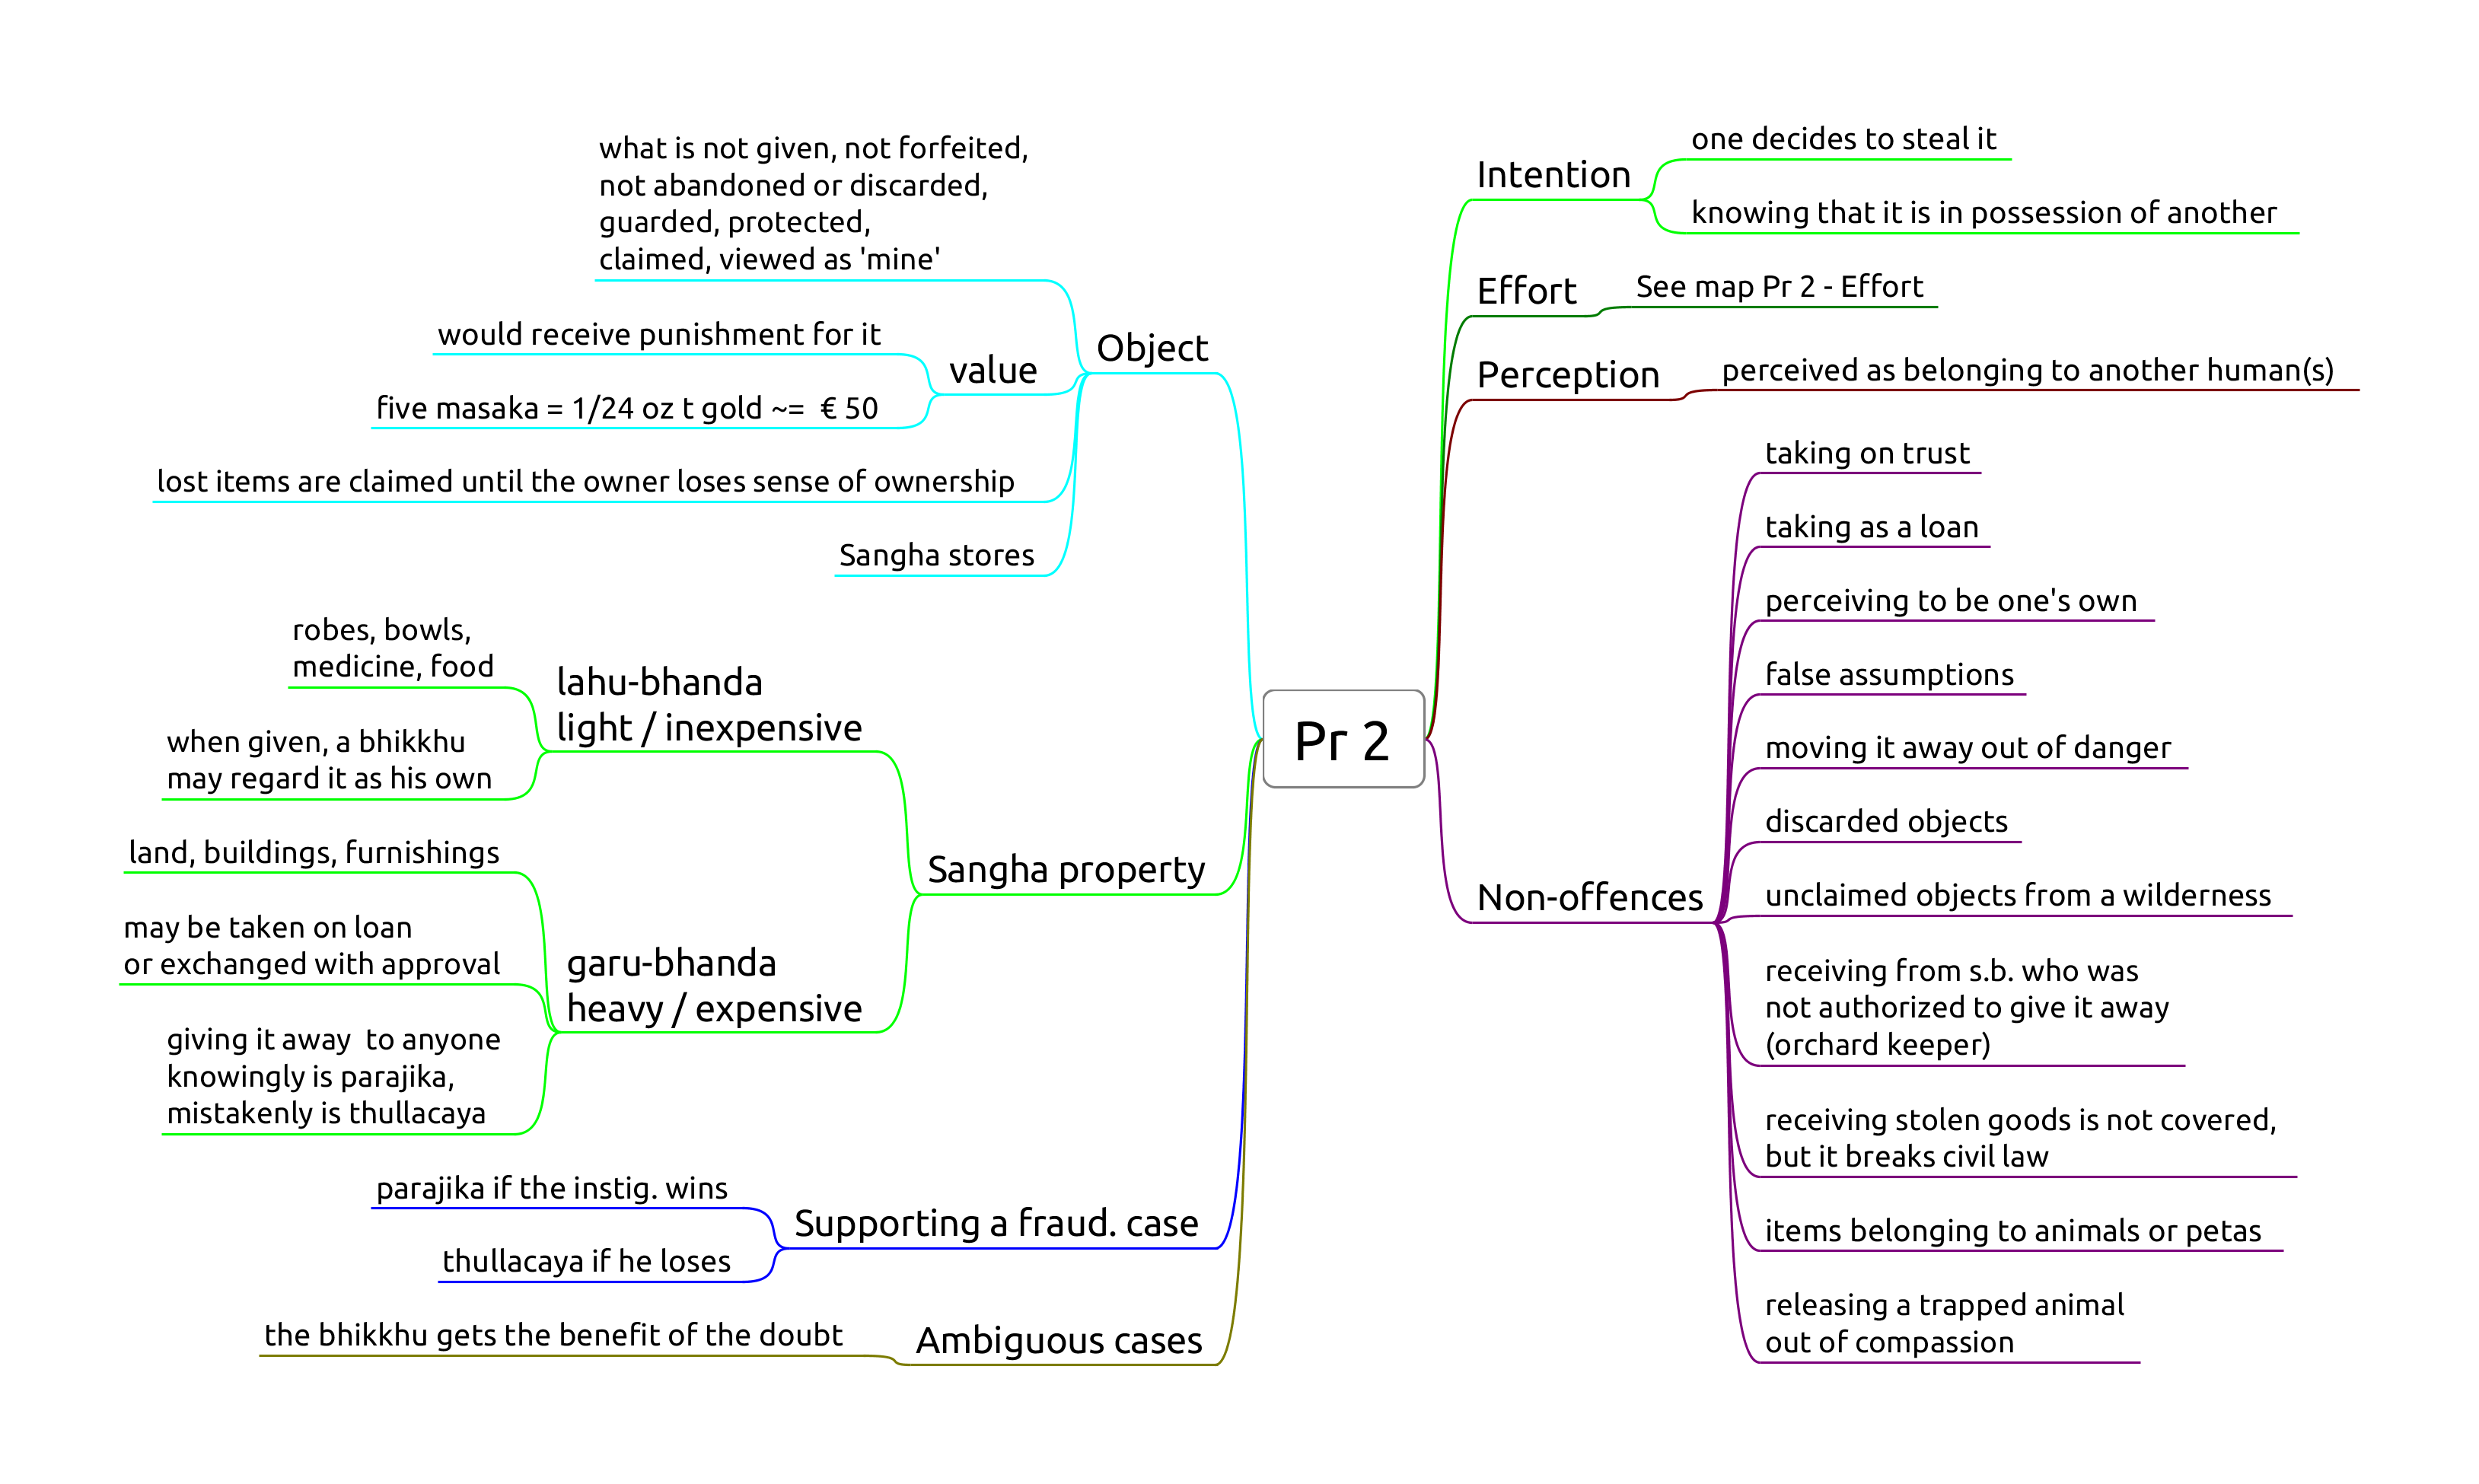 Pr 2
Intention
one decides to steal it
knowing that it is in possession of another
Effort
See map Pr 2 - Effort
Perception
perceived as belonging to another human(s)
Non-offences
taking on trust
taking as a loan
perceiving to be one's own
false assumptions
moving it away out of danger
discarded objects
unclaimed objects from a wilderness
receiving from s.b. who was
not authorized to give it away
(orchard keeper)
receiving stolen goods is not covered,
but it breaks civil law
items belonging to animals or petas
releasing a trapped animal
out of compassion
Object
what is not given, not forfeited,
not abandoned or discarded,
guarded, protected,
claimed, viewed as 'mine'
value
would receive punishment for it
five masaka = 1/24 oz t gold ~=  € 50
lost items are claimed until the owner loses sense of ownership
Sangha stores
Sangha property
lahu-bhanda
light / inexpensive
robes, bowls,
medicine, food
when given, a bhikkhu
may regard it as his own
garu-bhanda
heavy / expensive
land, buildings, furnishings
may be taken on loan
or exchanged with approval
giving it away  to anyone
knowingly is parajika,
mistakenly is thullacaya
Supporting a fraud. case
parajika if the instig. wins
thullacaya if he loses
Ambiguous cases
the bhikkhu gets the benefit of the doubt